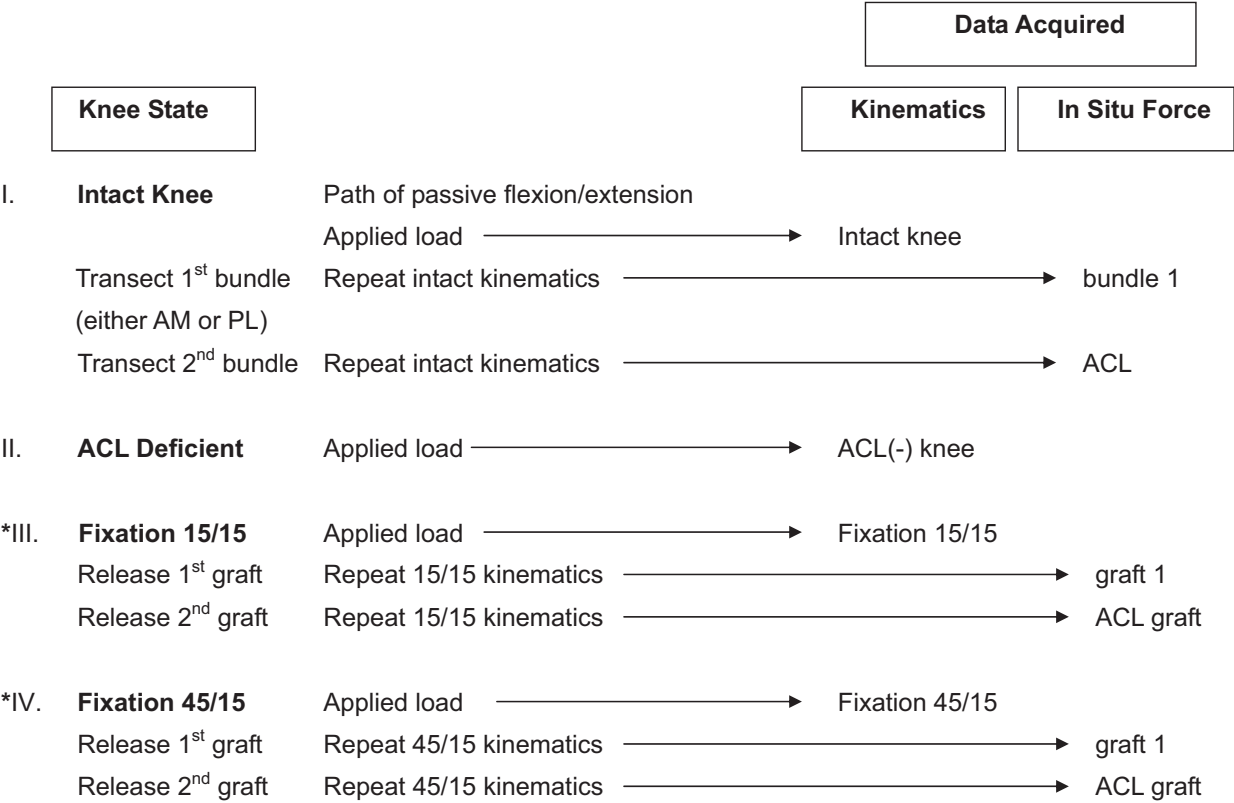 Data Acquired
Knee State Kinematics In Situ Force
I. Intact Knee Path of passive flexion/extension
Applied load Intact knee
Transect 1st bundle Repeat intact kinematics bundle 1
(either AM or PL)
Transect 2nd bundle Repeat intact kinematics ACL
II. ACL Deficient Applied load ACL(-) knee
*III. Fixation 15/15 Applied load Fixation 15/15
Release 1st graft Repeat 15/15 kinematics graft 1
Release 2nd graft Repeat 15/15 kinematics ACL graft
*IV. Fixation 45/15 Applied load Fixation 45/15
Release 1st graft Repeat 45/15 kinematics graft 1
Release 2nd graft Repeat 45/15 kinematics ACL graft